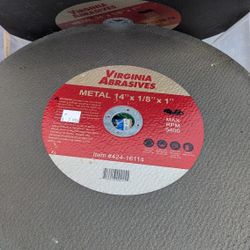 VIRGINIA
ABRASIVES
VIRGINIA
ABRASIVES
METAL 14" x 1/8" x 1"
MAX
RPM
5400
Item #424-16114